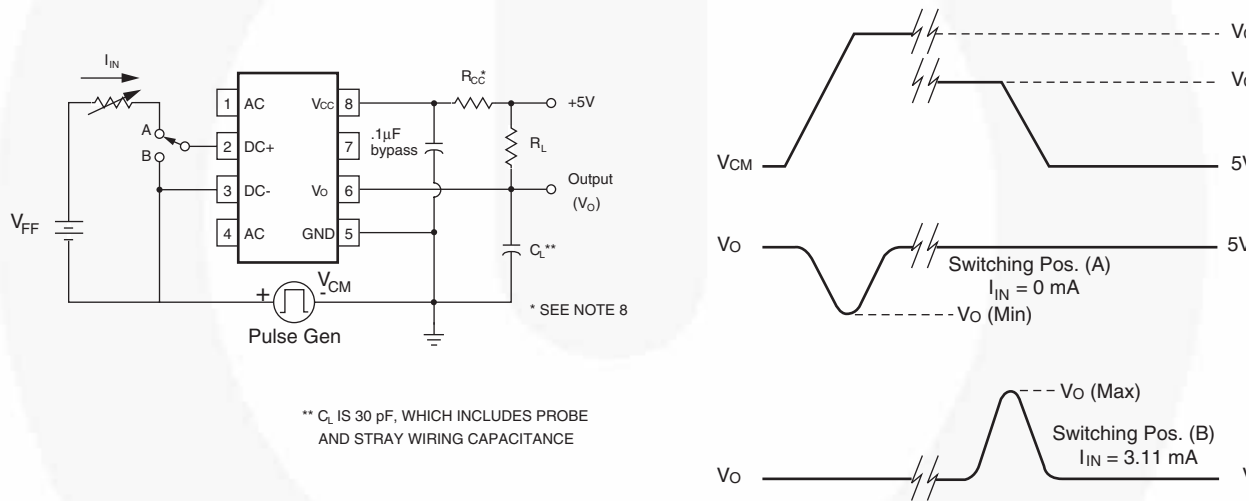 I_IN
R_CC*
1 AC
V_CC 8
+5V
A
2 DC+
7
.1μF
bypass
R_L
B
3 DC-
V_O 6
Output
(V_O)
V_FF
4 AC
GND 5
C_L**
+
V_CM
-
Pulse Gen
* SEE NOTE 8
** C_L IS 30 pF, WHICH INCLUDES PROBE
AND STRAY WIRING CAPACITANCE
V_CM
5V
V_O
5V
Switching Pos. (A)
I_IN = 0 mA
V_O (Min)
V_O (Max)
Switching Pos. (B)
I_IN = 3.11 mA
V_O